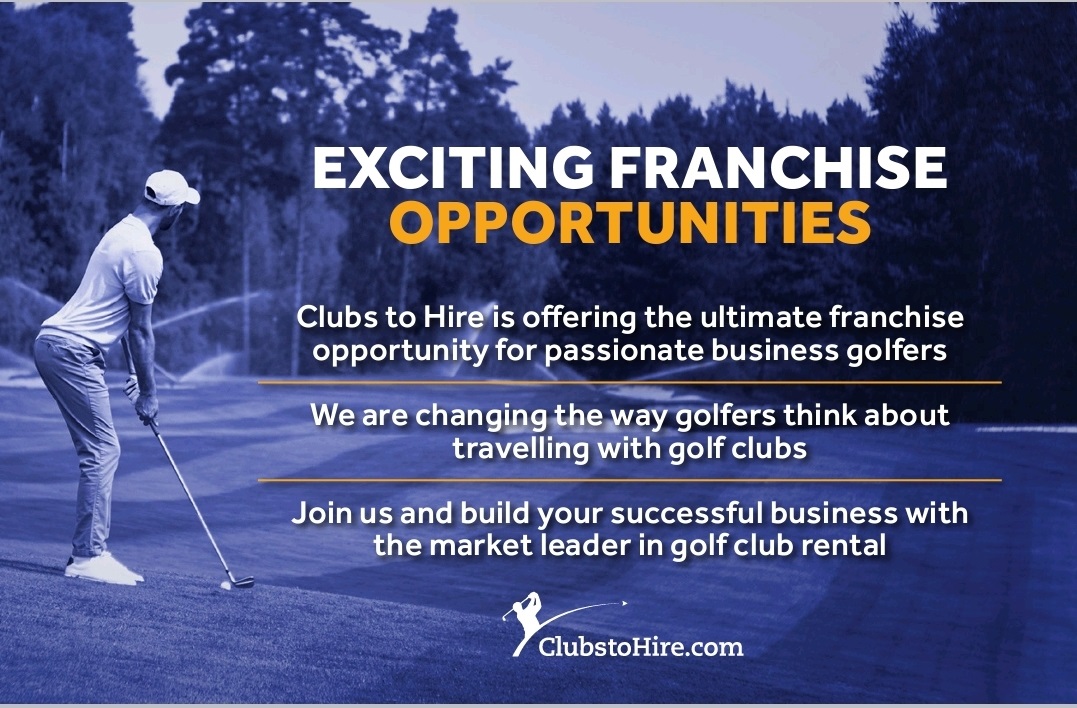 EXCITING FRANCHISE
OPPORTUNITIES
Clubs to Hire is offering the ultimate franchise
opportunity for passionate business golfers
We are changing the way golfers think about
travelling with golf clubs
Join us and build your successful business with
the market leader in golf club rental
ClubstoHire.com